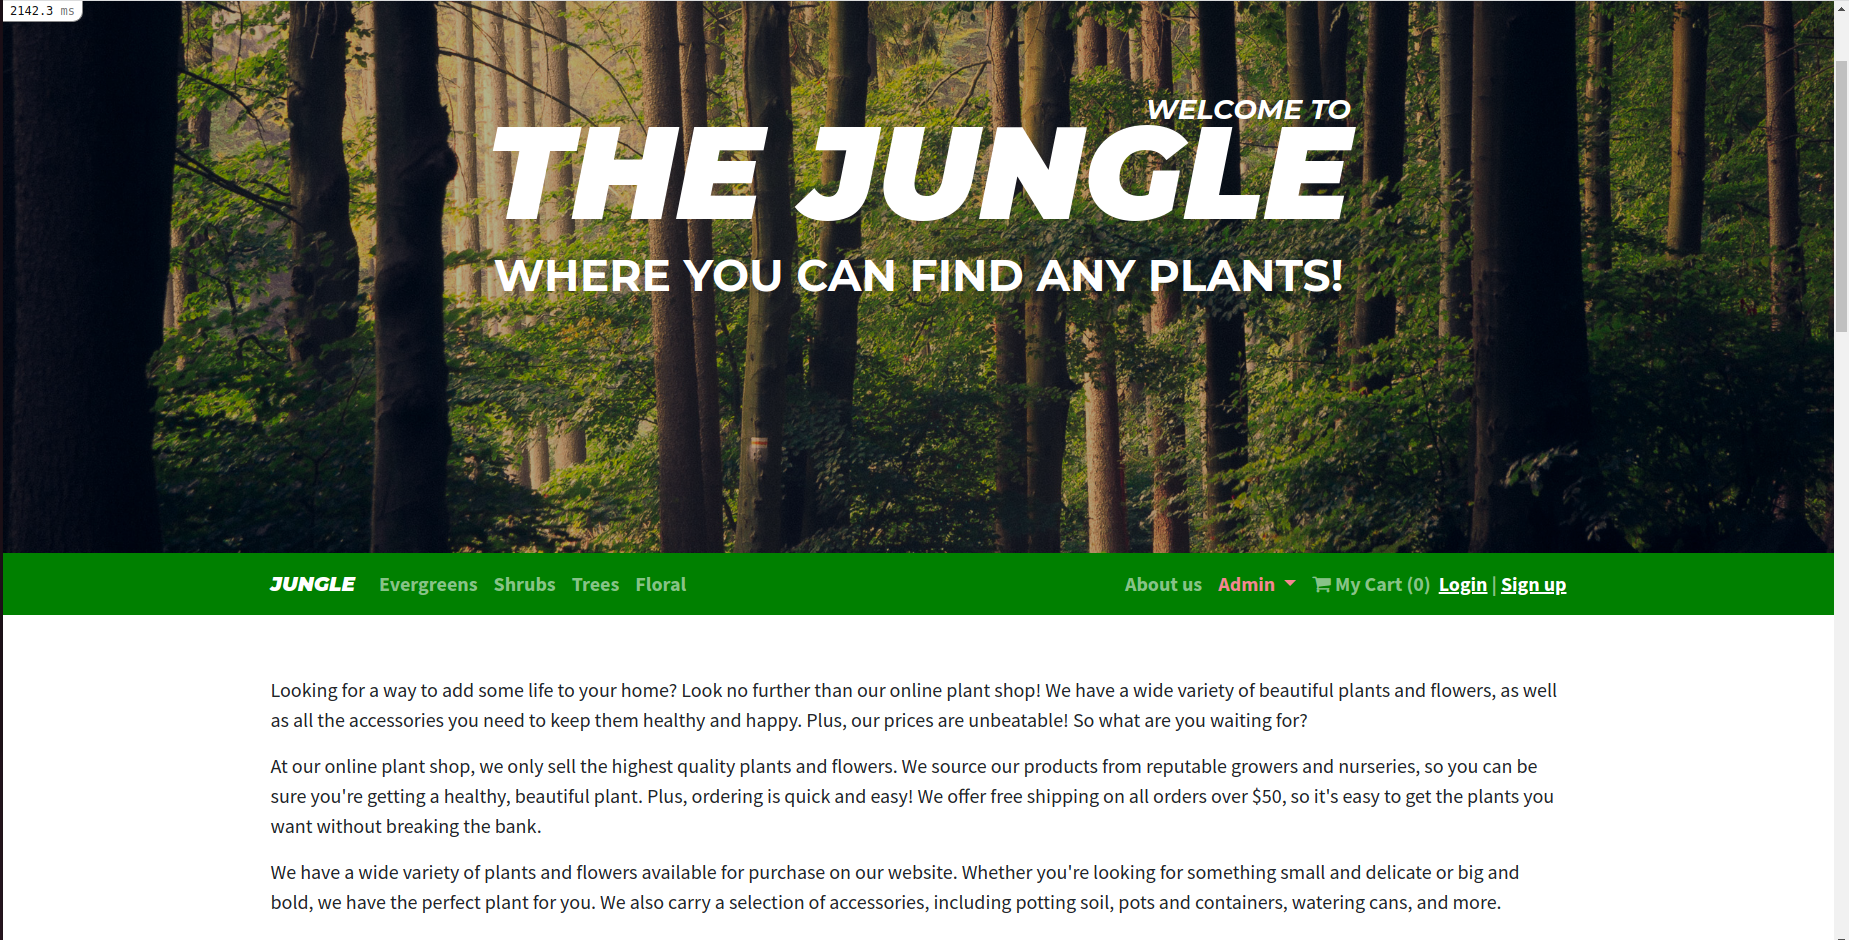 2142.3 ms
WELCOME TO
THE JUNGLE
WHERE YOU CAN FIND ANY PLANTS!
JUNGLE Evergreens Shrubs Trees Floral About us Admin My Cart (0) Login | Sign up
Looking for a way to add some life to your home? Look no further than our online plant shop! We have a wide variety of beautiful plants and flowers, as well
as all the accessories you need to keep them healthy and happy. Plus, our prices are unbeatable! So what are you waiting for?
At our online plant shop, we only sell the highest quality plants and flowers. We source our products from reputable growers and nurseries, so you can be
sure you're getting a healthy, beautiful plant. Plus, ordering is quick and easy! We offer free shipping on all orders over $50, so it's easy to get the plants you
want without breaking the bank.
We have a wide variety of plants and flowers available for purchase on our website. Whether you're looking for something small and delicate or big and
bold, we have the perfect plant for you. We also carry a selection of accessories, including potting soil, pots and containers, watering cans, and more.